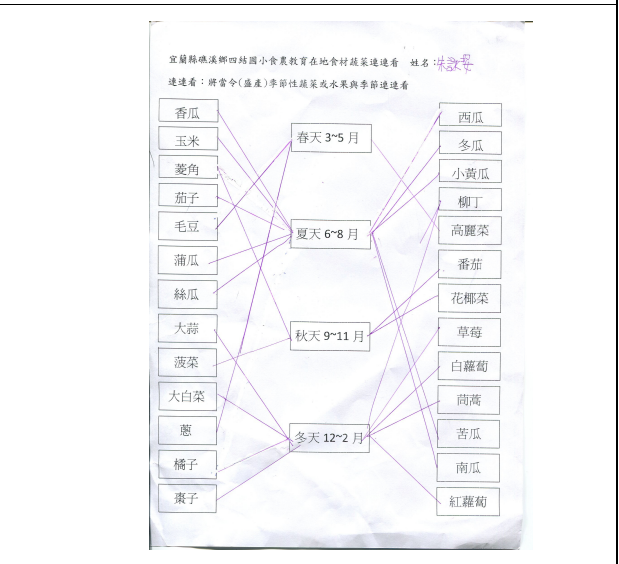 宜蘭縣礁溪鄉四結國小食農教育在地食材蔬菜連連看 姓名：朱
連連看：將當令(盛產)季節性蔬菜或水果與季節連連看
香瓜
玉米
菱角
茄子
毛豆
蒲瓜
絲瓜
大蒜
菠菜
大白菜
蔥
橘子
棗子
春天 3~5 月
夏天 6~8 月
秋天 9~11 月
冬天 12~2 月
西瓜
冬瓜
小黃瓜
柳丁
高麗菜
番茄
花椰菜
草莓
白蘿蔔
茼蒿
苦瓜
南瓜
紅蘿蔔